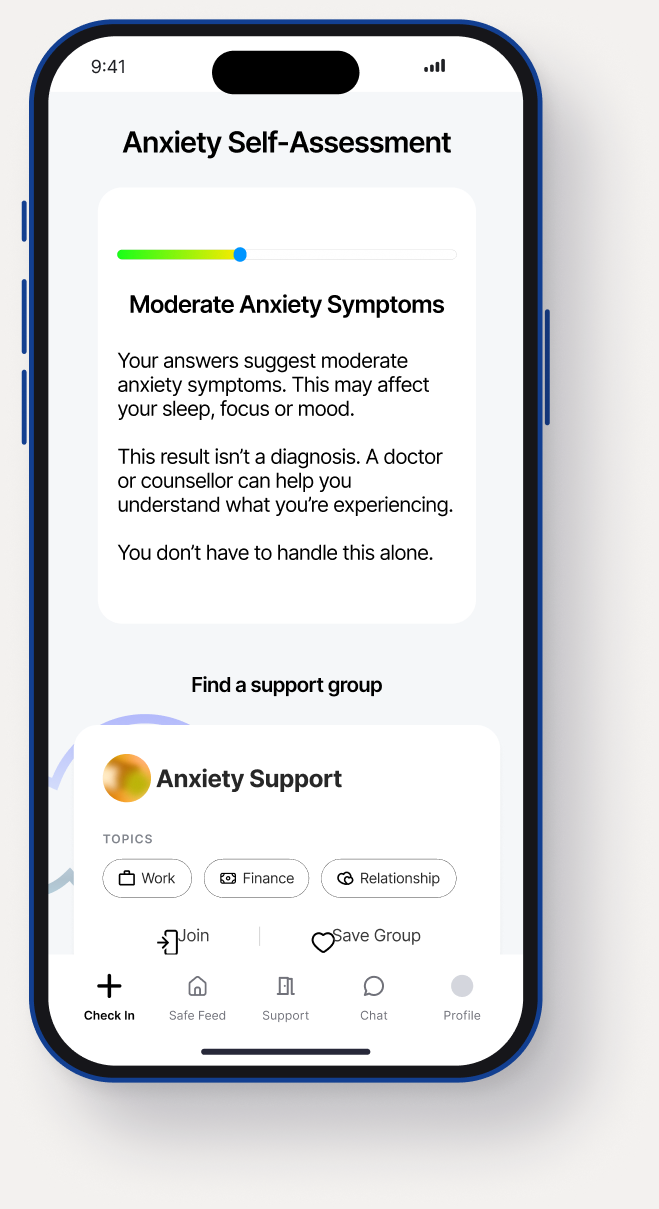 9:41
Anxiety Self-Assessment
Moderate Anxiety Symptoms
Your answers suggest moderate
anxiety symptoms. This may affect
your sleep, focus or mood.
This result isn’t a diagnosis. A doctor
or counsellor can help you
understand what you’re experiencing.
You don’t have to handle this alone.
Find a support group
Anxiety Support
TOPICS
Work Finance Relationship
Join Save Group
Check In Safe Feed Support Chat Profile